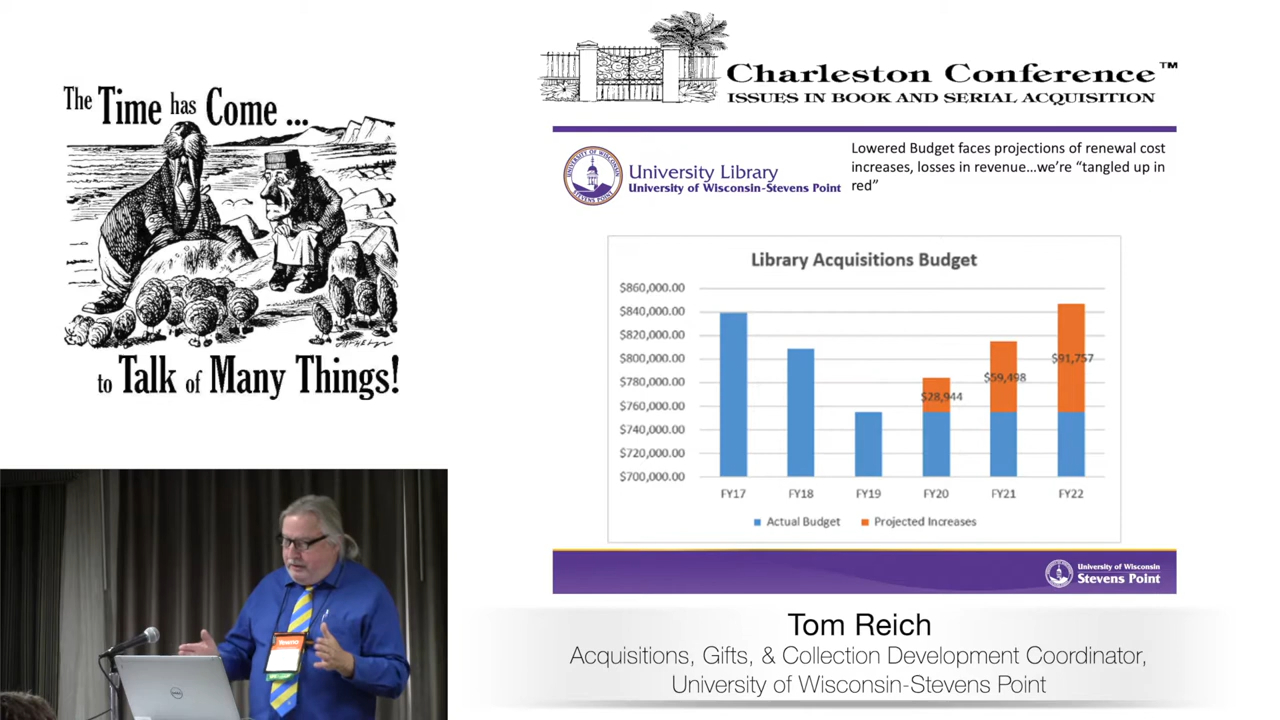 The Time has Come ...
to Talk of Many Things!
Charleston Conference™
ISSUES IN BOOK AND SERIAL ACQUISITION
University Library
University of Wisconsin-Stevens Point
Lowered Budget faces projections of renewal cost
increases, losses in revenue…we're "tangled up in
red"
Library Acquisitions Budget
$860,000.00
$840,000.00
$820,000.00
$800,000.00
$780,000.00
$760,000.00
$740,000.00
$720,000.00
$700,000.00
$28,944
$59,498
$91,757
FY17 FY18 FY19 FY20 FY21 FY22
Actual Budget Projected Increases
University of Wisconsin
Stevens Point
Tom Reich
Acquisitions, Gifts, & Collection Development Coordinator,
University of Wisconsin-Stevens Point
DELL